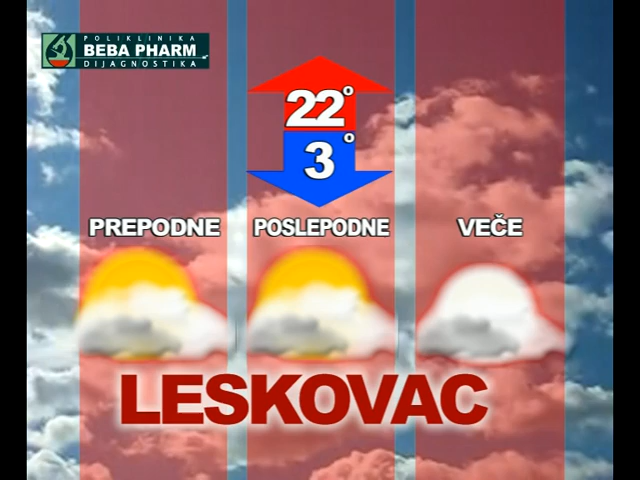 POLIKLINIKA
BEBA PHARM
DIJAGNOSTIKA
22°
3°
PREPODNE
POSLEPODNE
VEČE
LESKOVAC